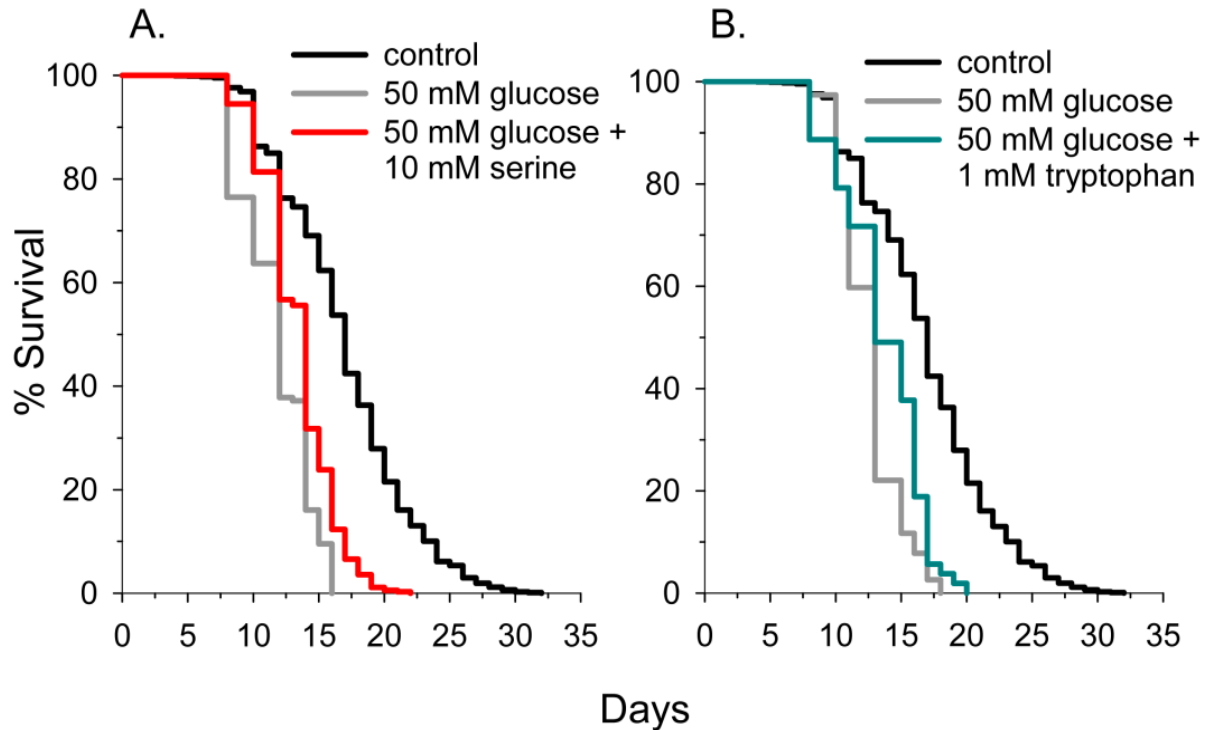 A.
control
50 mM glucose
50 mM glucose +
10 mM serine
B.
control
50 mM glucose
50 mM glucose +
1 mM tryptophan
% Survival
100
80
60
40
20
0
0 5 10 15 20 25 30 35
100
80
60
40
20
0
0 5 10 15 20 25 30 35
Days